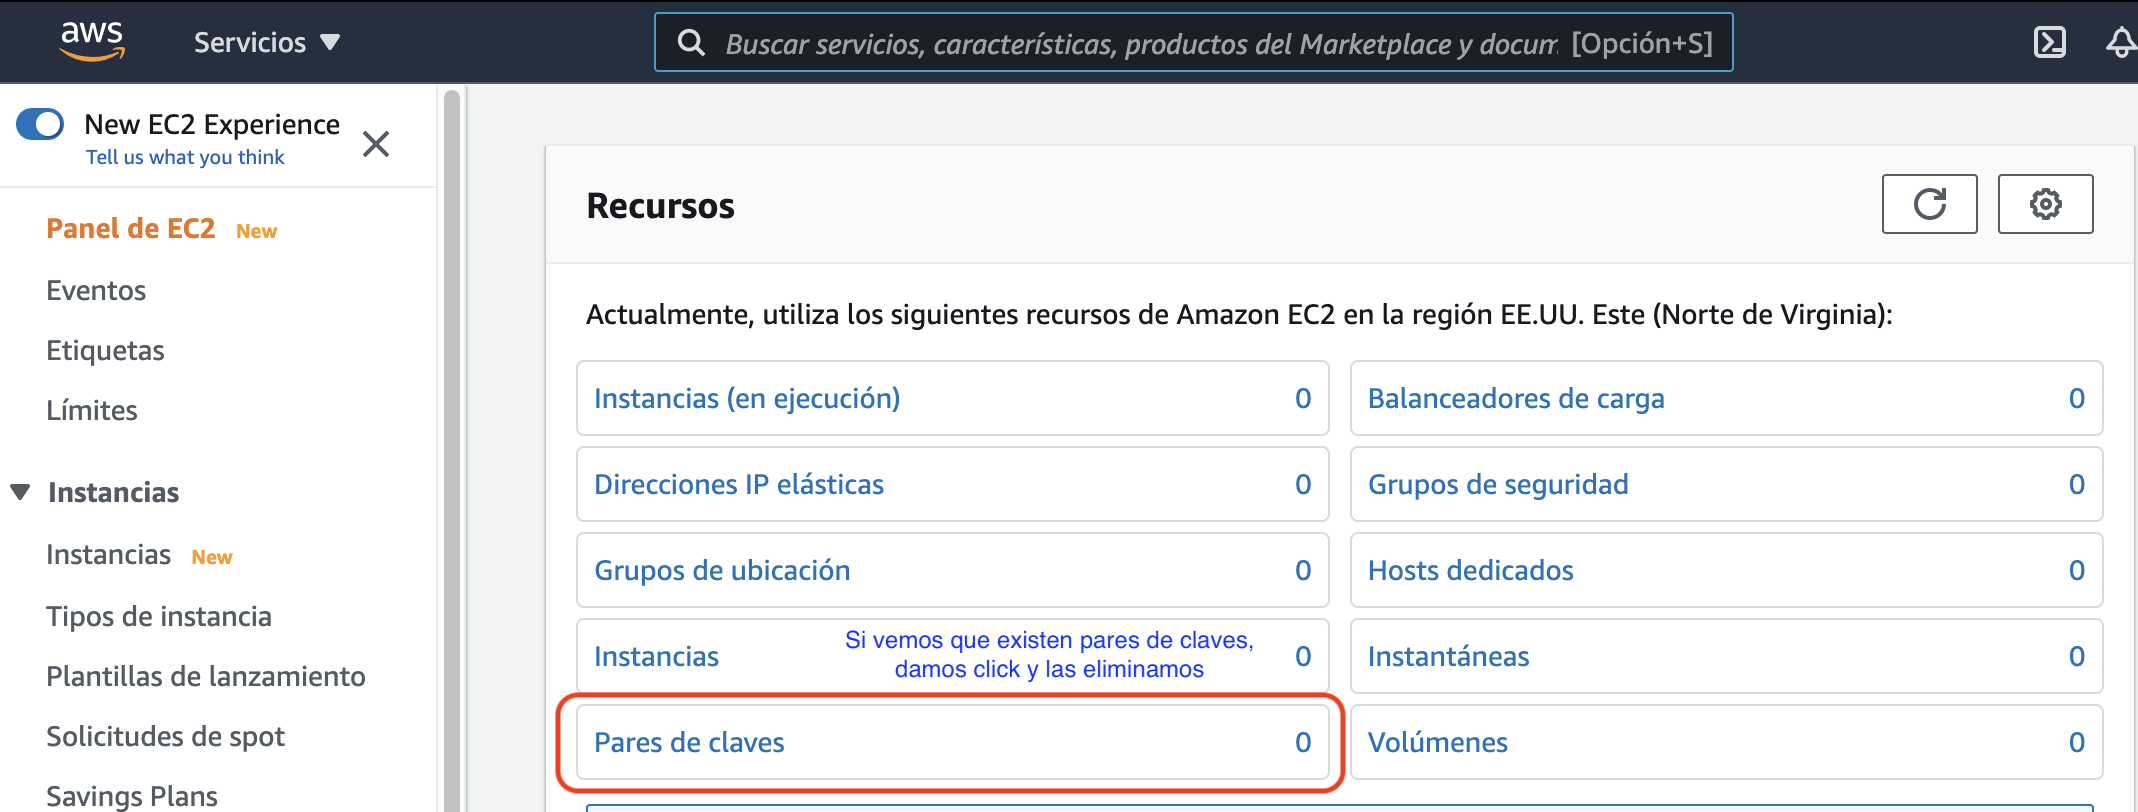 aws
Servicios ▼
Buscar servicios, características, productos del Marketplace y docum [Opción+S]
New EC2 Experience
Tell us what you think
Panel de EC2 New
Eventos
Etiquetas
Límites
Instancias
Instancias New
Tipos de instancia
Plantillas de lanzamiento
Solicitudes de spot
Savings Plans
Recursos
Actualmente, utiliza los siguientes recursos de Amazon EC2 en la región EE.UU. Este (Norte de Virginia):
Instancias (en ejecución) 0
Balanceadores de carga 0
Direcciones IP elásticas 0
Grupos de seguridad 0
Grupos de ubicación 0
Hosts dedicados 0
Instancias 0
Si vemos que existen pares de claves,
damos click y las eliminamos
Instantáneas 0
Pares de claves 0
Volúmenes 0